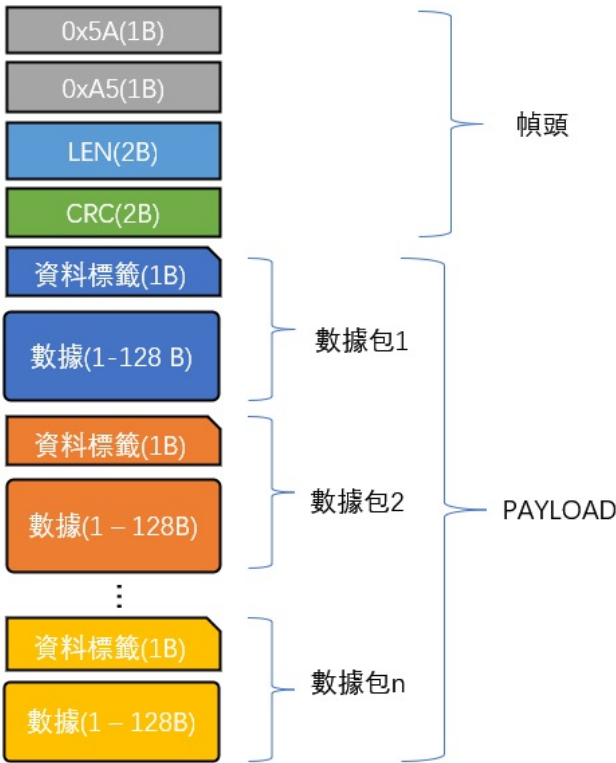 0x5A(1B)
0xA5(1B)
LEN(2B)
CRC(2B)
幀頭
資料標籤(1B)
數據(1-128 B)
數據包1
資料標籤(1B)
數據(1 – 128B)
數據包2
PAYLOAD
⋮
資料標籤(1B)
數據(1 – 128B)
數據包n